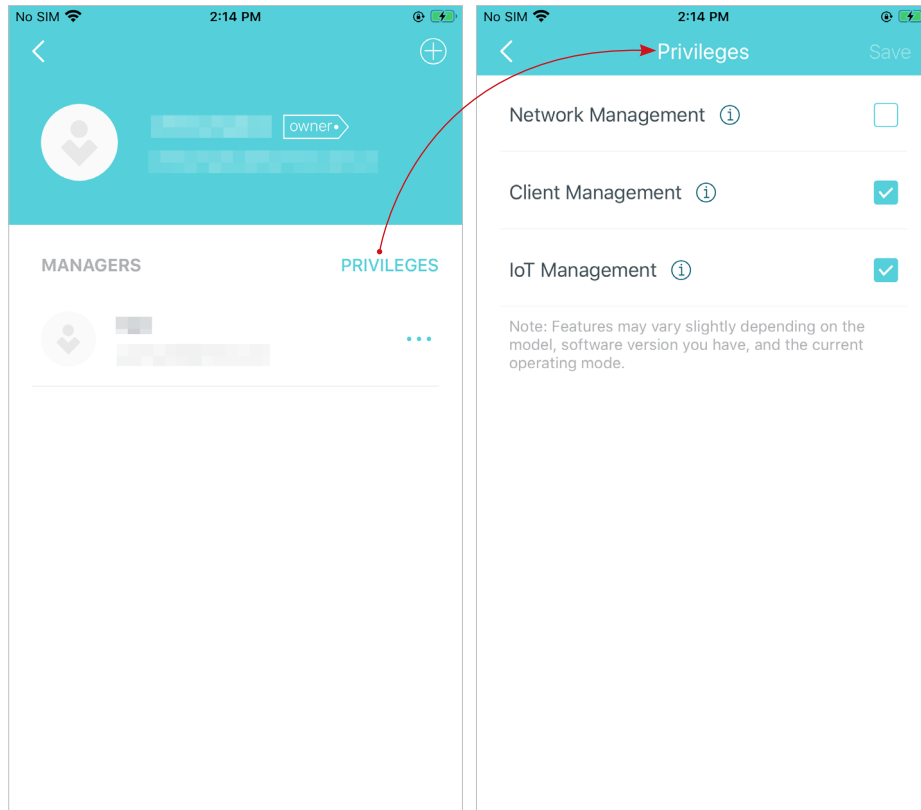 No SIM 2:14 PM
owner
MANAGERS PRIVILEGES
No SIM 2:14 PM
Privileges Save
Network Management
Client Management
IoT Management
Note: Features may vary slightly depending on the
model, software version you have, and the current
operating mode.